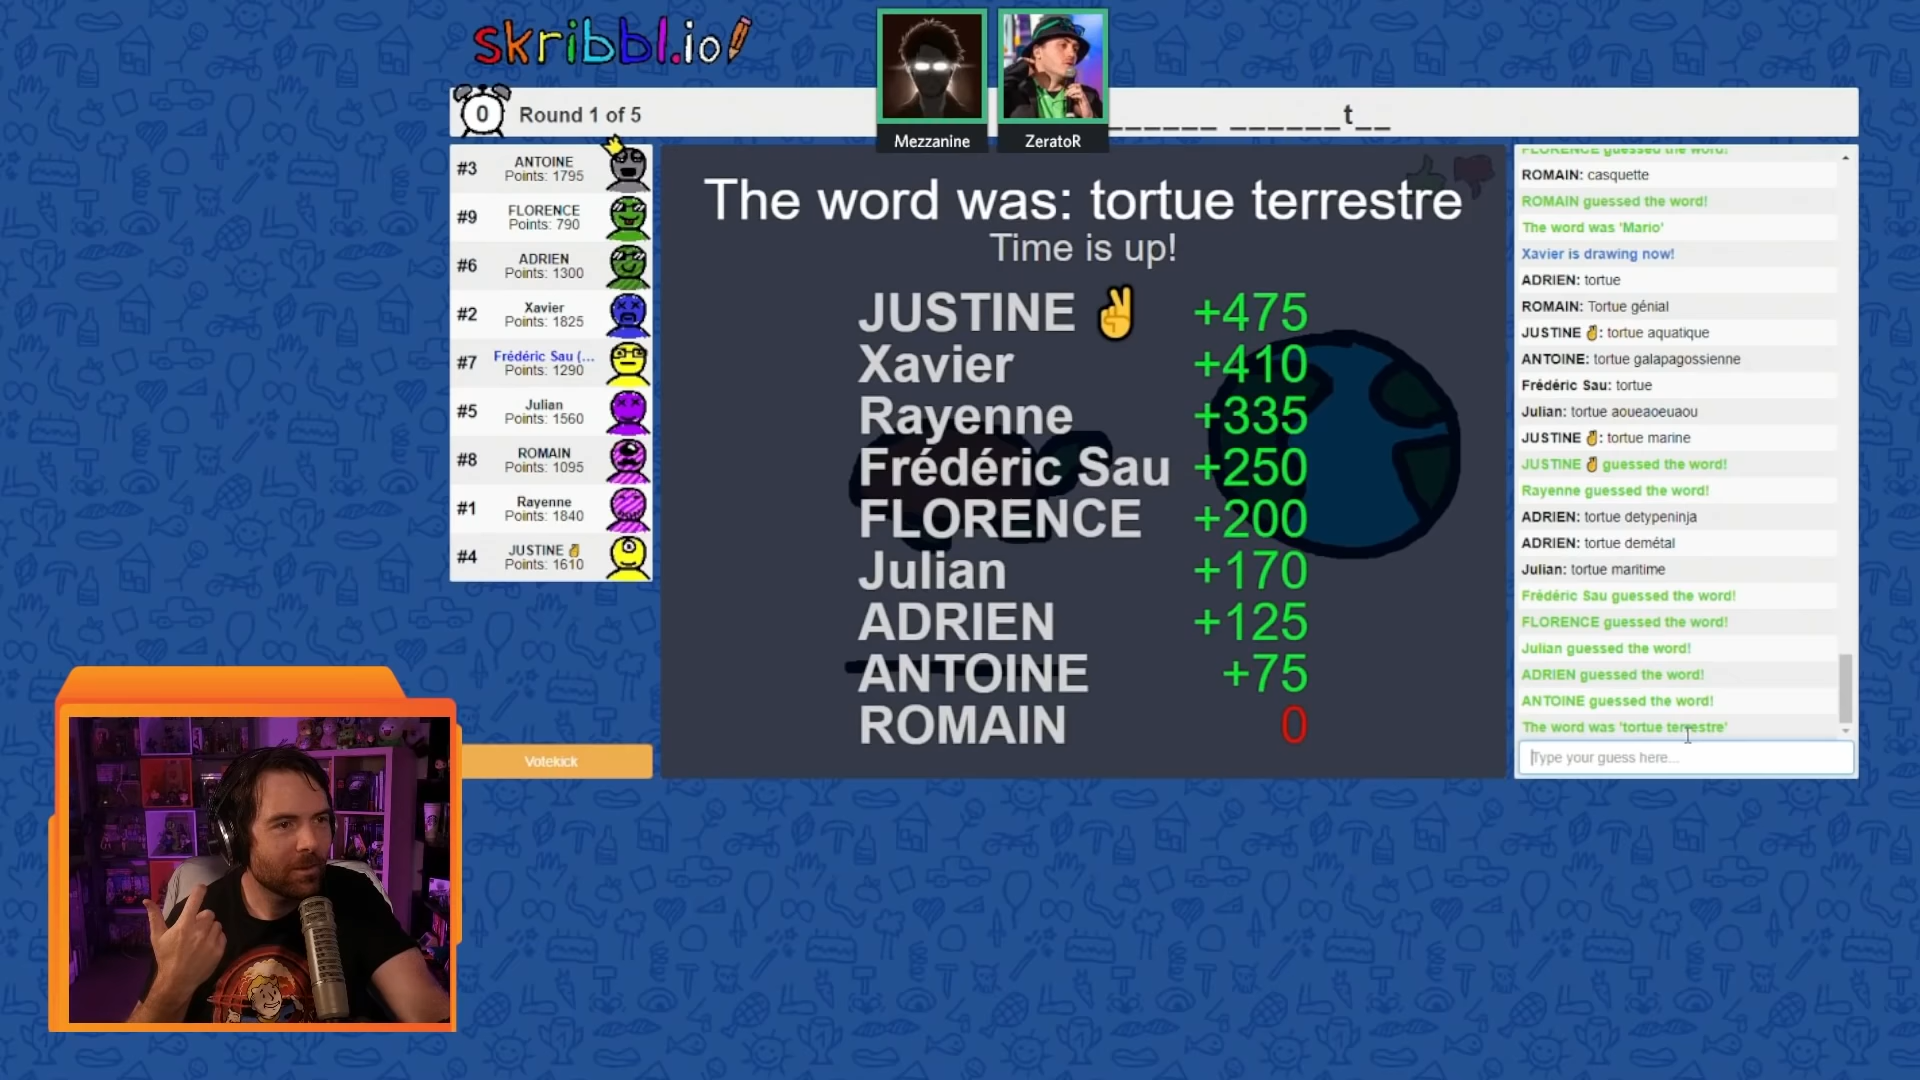 skribbl.io
0
Round 1 of 5
______ ______t__
Mezzanine
ZeratoR
#3
ANTOINE
Points: 1795
#9
FLORENCE
Points: 790
#6
ADRIEN
Points: 1300
#2
Xavier
Points: 1825
#7
Frédéric Sau (...
Points: 1290
#5
Julian
Points: 1560
#8
ROMAIN
Points: 1095
#1
Rayenne
Points: 1840
#4
JUSTINE ✌
Points: 1610
Votekick
The word was: tortue terrestre
Time is up!
JUSTINE ✌ +475
Xavier +410
Rayenne +335
Frédéric Sau +250
FLORENCE +200
Julian +170
ADRIEN +125
ANTOINE +75
ROMAIN 0
FLORENCE guessed the word!
ROMAIN: casquette
ROMAIN guessed the word!
The word was 'Mario'
Xavier is drawing now!
ADRIEN: tortue
ROMAIN: Tortue génial
JUSTINE ✌: tortue aquatique
ANTOINE: tortue galapagossienne
Frédéric Sau: tortue
Julian: tortue aoueaoeuaou
JUSTINE ✌: tortue marine
JUSTINE ✌ guessed the word!
Rayenne guessed the word!
ADRIEN: tortue detypeninja
ADRIEN: tortue demétal
Julian: tortue maritime
Frédéric Sau guessed the word!
FLORENCE guessed the word!
Julian guessed the word!
ADRIEN guessed the word!
ANTOINE guessed the word!
The word was 'tortue terrestre'
Type your guess here...